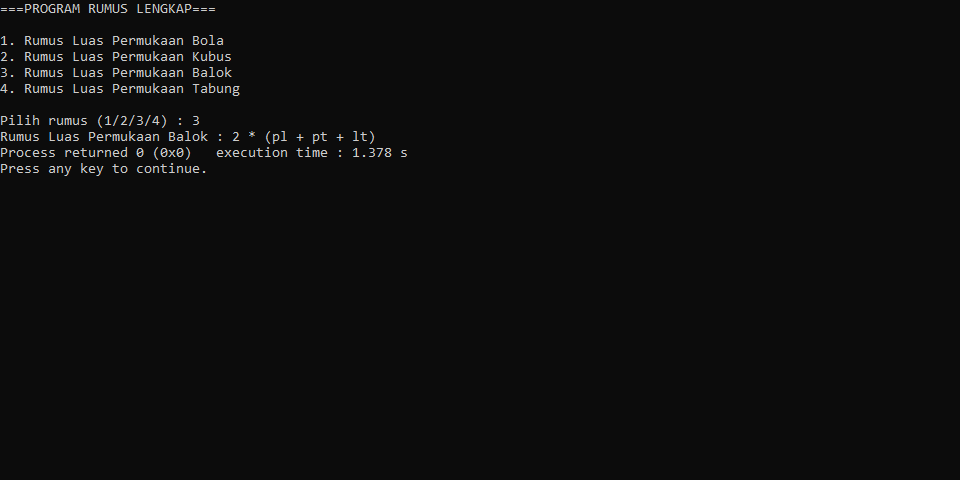 ===PROGRAM RUMUS LENGKAP===
1. Rumus Luas Permukaan Bola
2. Rumus Luas Permukaan Kubus
3. Rumus Luas Permukaan Balok
4. Rumus Luas Permukaan Tabung
Pilih rumus (1/2/3/4) : 3
Rumus Luas Permukaan Balok : 2 * (pl + pt + lt)
Process returned 0 (0x0)   execution time : 1.378 s
Press any key to continue.